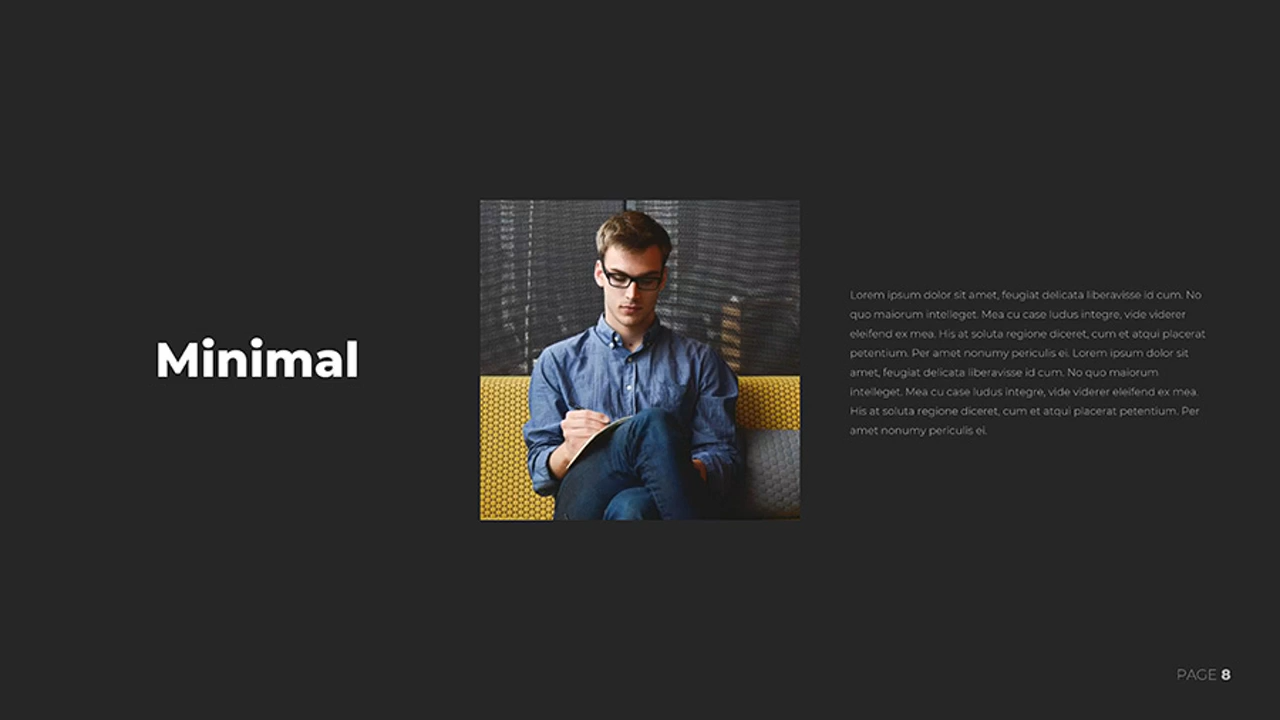 Minimal
Lorem ipsum dolor sit amet, feugiat delicata liberavisse id cum. No
quo maiorum intelleget. Mea cu case ludus integre, vide viderer
eleifend ex mea. His at soluta regione diceret, cum et atqui placerat
petentium. Per amet nonumy periculis ei. Lorem ipsum dolor sit
amet, feugiat delicata liberavisse id cum. No quo maiorum
intelleget. Mea cu case ludus integre, vide viderer eleifend ex mea.
His at soluta regione diceret, cum et atqui placerat petentium. Per
amet nonumy periculis ei.
PAGE 8